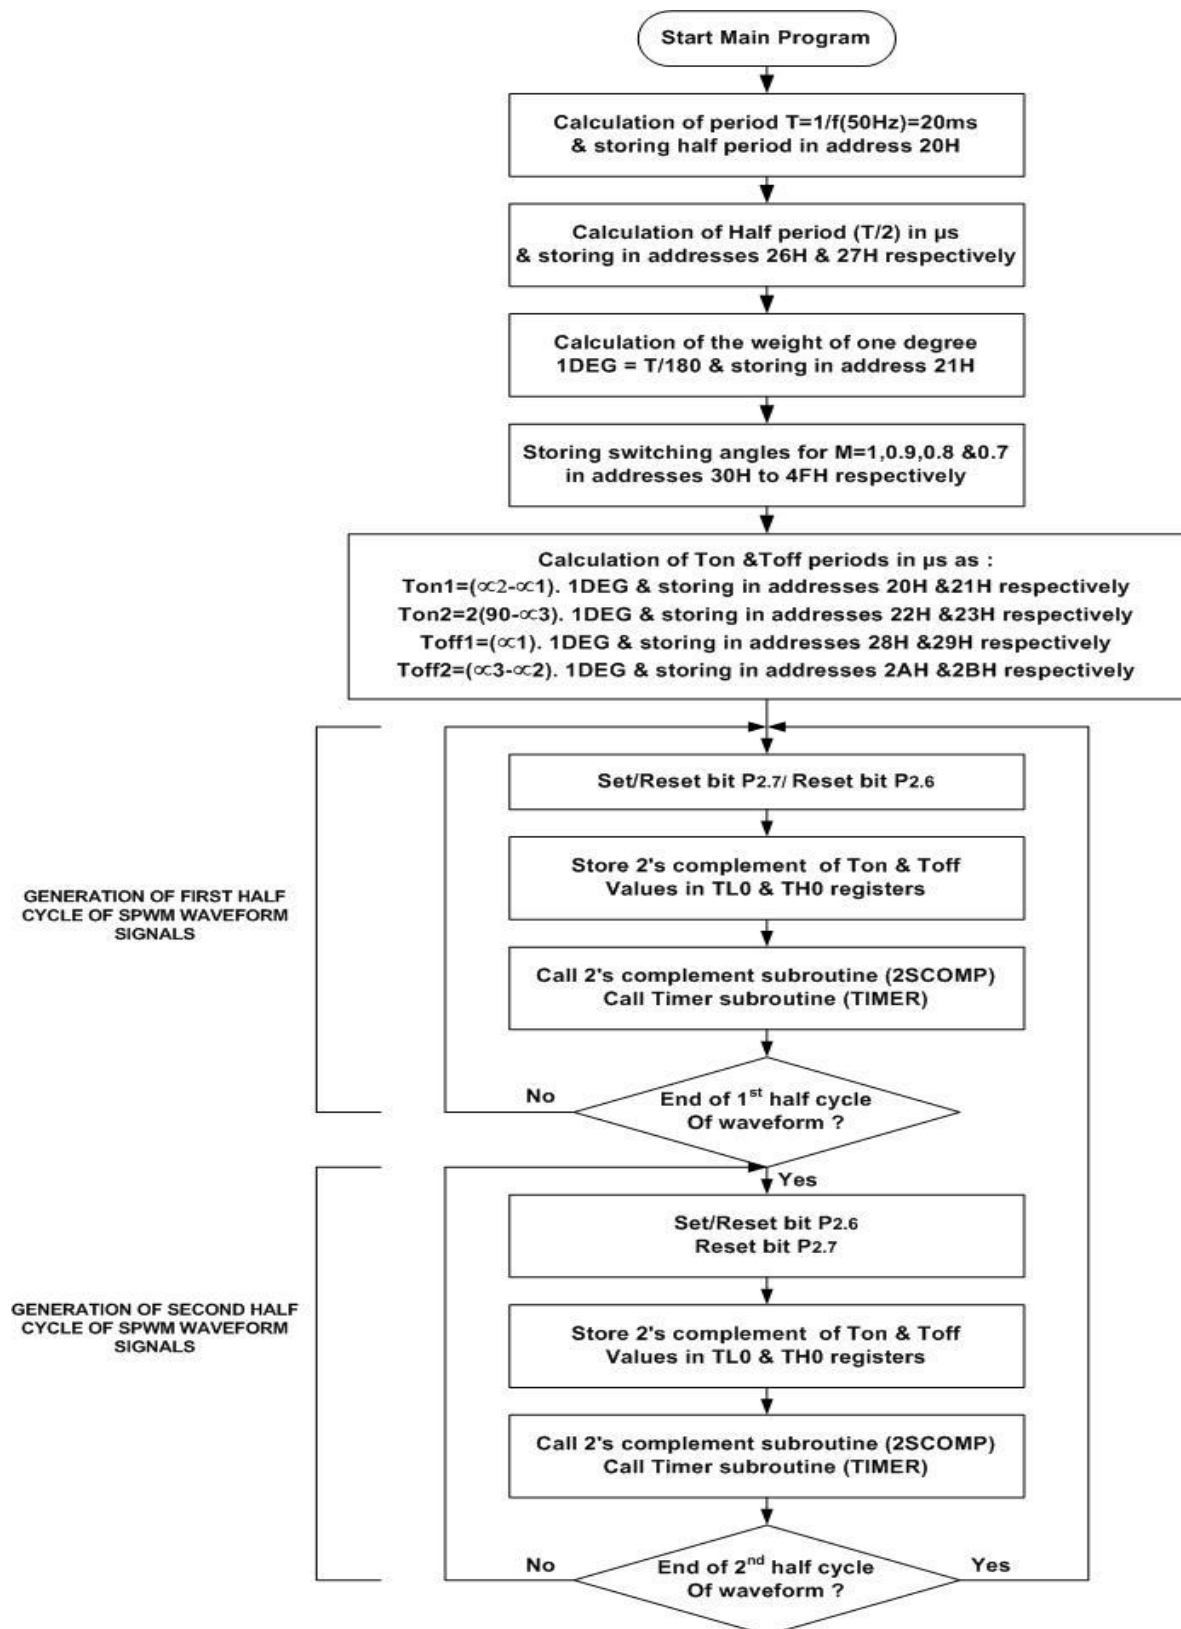 Start Main Program
Calculation of period T=1/f(50Hz)=20ms
& storing half period in address 20H
Calculation of Half period (T/2) in µs
& storing in addresses 26H & 27H respectively
Calculation of the weight of one degree
1DEG = T/180 & storing in address 21H
Storing switching angles for M=1,0.9,0.8 &0.7
in addresses 30H to 4FH respectively
Calculation of Ton &Toff periods in µs as :
Ton1=(∝2-∝1). 1DEG & storing in addresses 20H &21H respectively
Ton2=2(90-∝3). 1DEG & storing in addresses 22H &23H respectively
Toff1=(∝1). 1DEG & storing in addresses 28H &29H respectively
Toff2=(∝3-∝2). 1DEG & storing in addresses 2AH &2BH respectively
Set/Reset bit P2.7/ Reset bit P2.6
Store 2's complement of Ton & Toff
Values in TL0 & TH0 registers
GENERATION OF FIRST HALF
CYCLE OF SPWM WAVEFORM
SIGNALS
Call 2's complement subroutine (2SCOMP)
Call Timer subroutine (TIMER)
No
End of 1st half cycle
Of waveform ?
Yes
Set/Reset bit P2.6
Reset bit P2.7
GENERATION OF SECOND HALF
CYCLE OF SPWM WAVEFORM
SIGNALS
Store 2's complement of Ton & Toff
Values in TL0 & TH0 registers
Call 2's complement subroutine (2SCOMP)
Call Timer subroutine (TIMER)
No
End of 2nd half cycle
Of waveform ?
Yes